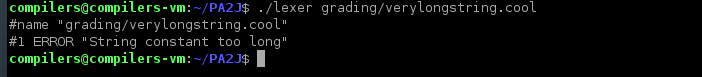 compilers@compilers-vm:~/PA2J$ ./lexer grading/verylongstring.cool
#name "grading/verylongstring.cool"
#1 ERROR "String constant too long"
compilers@compilers-vm:~/PA2J$